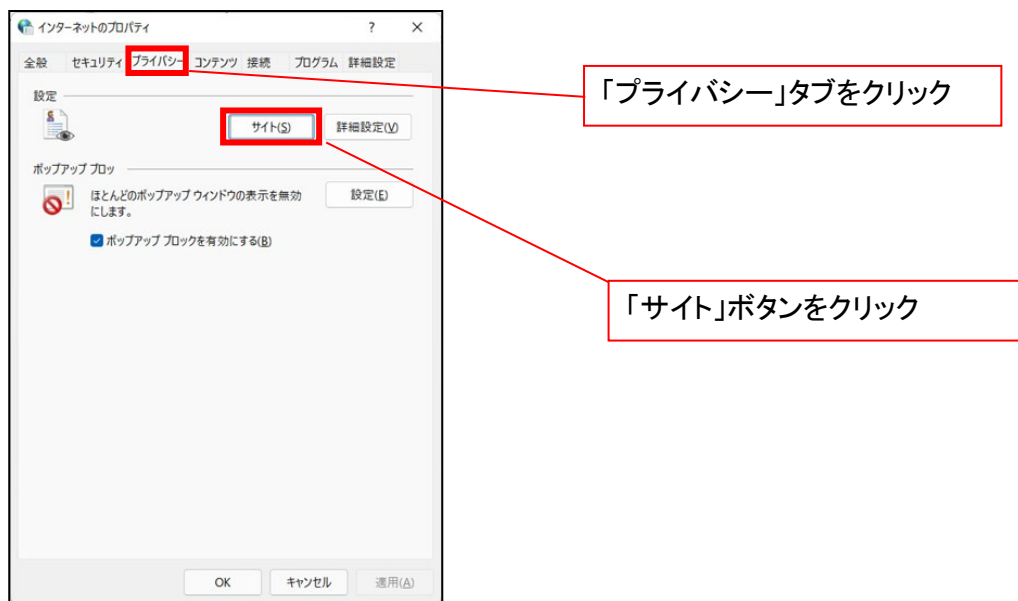 インターネットのプロパティ ? ×
全般 セキュリティ プライバシー コンテンツ 接続 プログラム 詳細設定
「プライバシー」タブをクリック
設定
サイト(S) 詳細設定(V)
ポップアップ ブロッ
ほとんどのポップアップ ウィンドウの表示を無効
にします。
設定(E)
ポップアップ ブロックを有効にする(B)
「サイト」ボタンをクリック
OK キャンセル 適用(A)